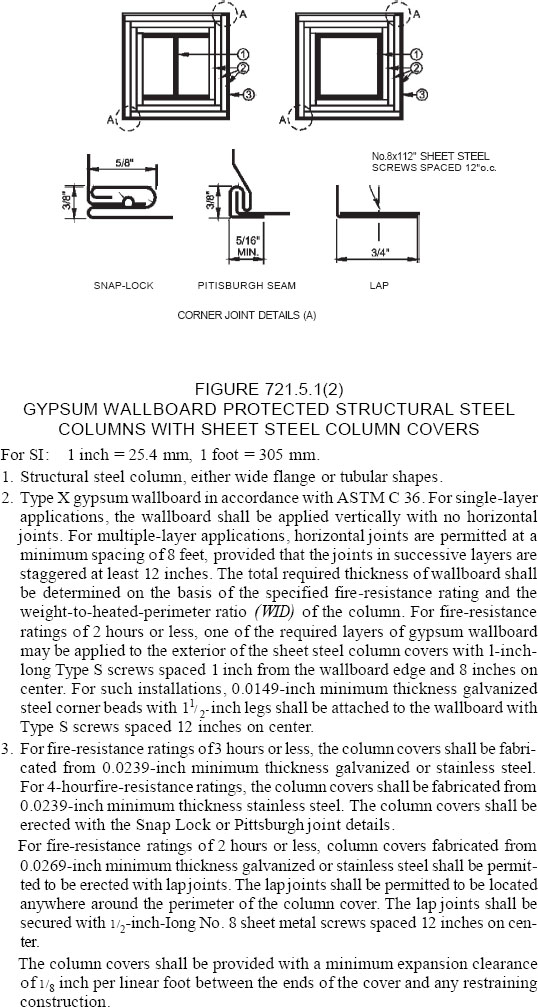 A
1
2
3
A
A
1
2
3
A
5/8"
3/8"
3/8"
5/16"
MIN.
No.8x112" SHEET STEEL
SCREWS SPACED 12"o.c.
3/4"
SNAP-LOCK
PITISBURGH SEAM
LAP
CORNER JOINT DETAILS (A)
FIGURE 721.5.1(2)
GYPSUM WALLBOARD PROTECTED STRUCTURAL STEEL
COLUMNS WITH SHEET STEEL COLUMN COVERS
For SI: 1 inch = 25.4 mm, 1 foot = 305 mm.
1. Structural steel column, either wide flange or tubular shapes.
2. Type X gypsum wallboard in accordance with ASTM C 36. For single-layer
applications, the wallboard shall be applied vertically with no horizontal
joints. For multiple-layer applications, horizontal joints are permitted at a
minimum spacing of 8 feet, provided that the joints in successive layers are
staggered at least 12 inches. The total required thickness of wallboard shall
be determined on the basis of the specified fire-resistance rating and the
weight-to-heated-perimeter ratio (WID) of the column. For fire-resistance
ratings of 2 hours or less, one of the required layers of gypsum wallboard
may be applied to the exterior of the sheet steel column covers with 1-inch-
long Type S screws spaced 1 inch from the wallboard edge and 8 inches on
center. For such installations, 0.0149-inch minimum thickness galvanized
steel corner beads with 1 1/2-inch legs shall be attached to the wallboard with
Type S screws spaced 12 inches on center.
3. For fire-resistance ratings of3 hours or less, the column covers shall be fabri-
cated from 0.0239-inch minimum thickness galvanized or stainless steel.
For 4-hourfire-resistance ratings, the column covers shall be fabricated from
0.0239-inch minimum thickness stainless steel. The column covers shall be
erected with the Snap Lock or Pittsburgh joint details.
For fire-resistance ratings of 2 hours or less, column covers fabricated from
0.0269-inch minimum thickness galvanized or stainless steel shall be permit-
ted to be erected with lap joints. The lap joints shall be permitted to be located
anywhere around the perimeter of the column cover. The lap joints shall be
secured with 1/2-inch-Iong No. 8 sheet metal screws spaced 12 inches on cen-
ter.
The column covers shall be provided with a minimum expansion clearance
of 1/8 inch per linear foot between the ends of the cover and any restraining
construction.